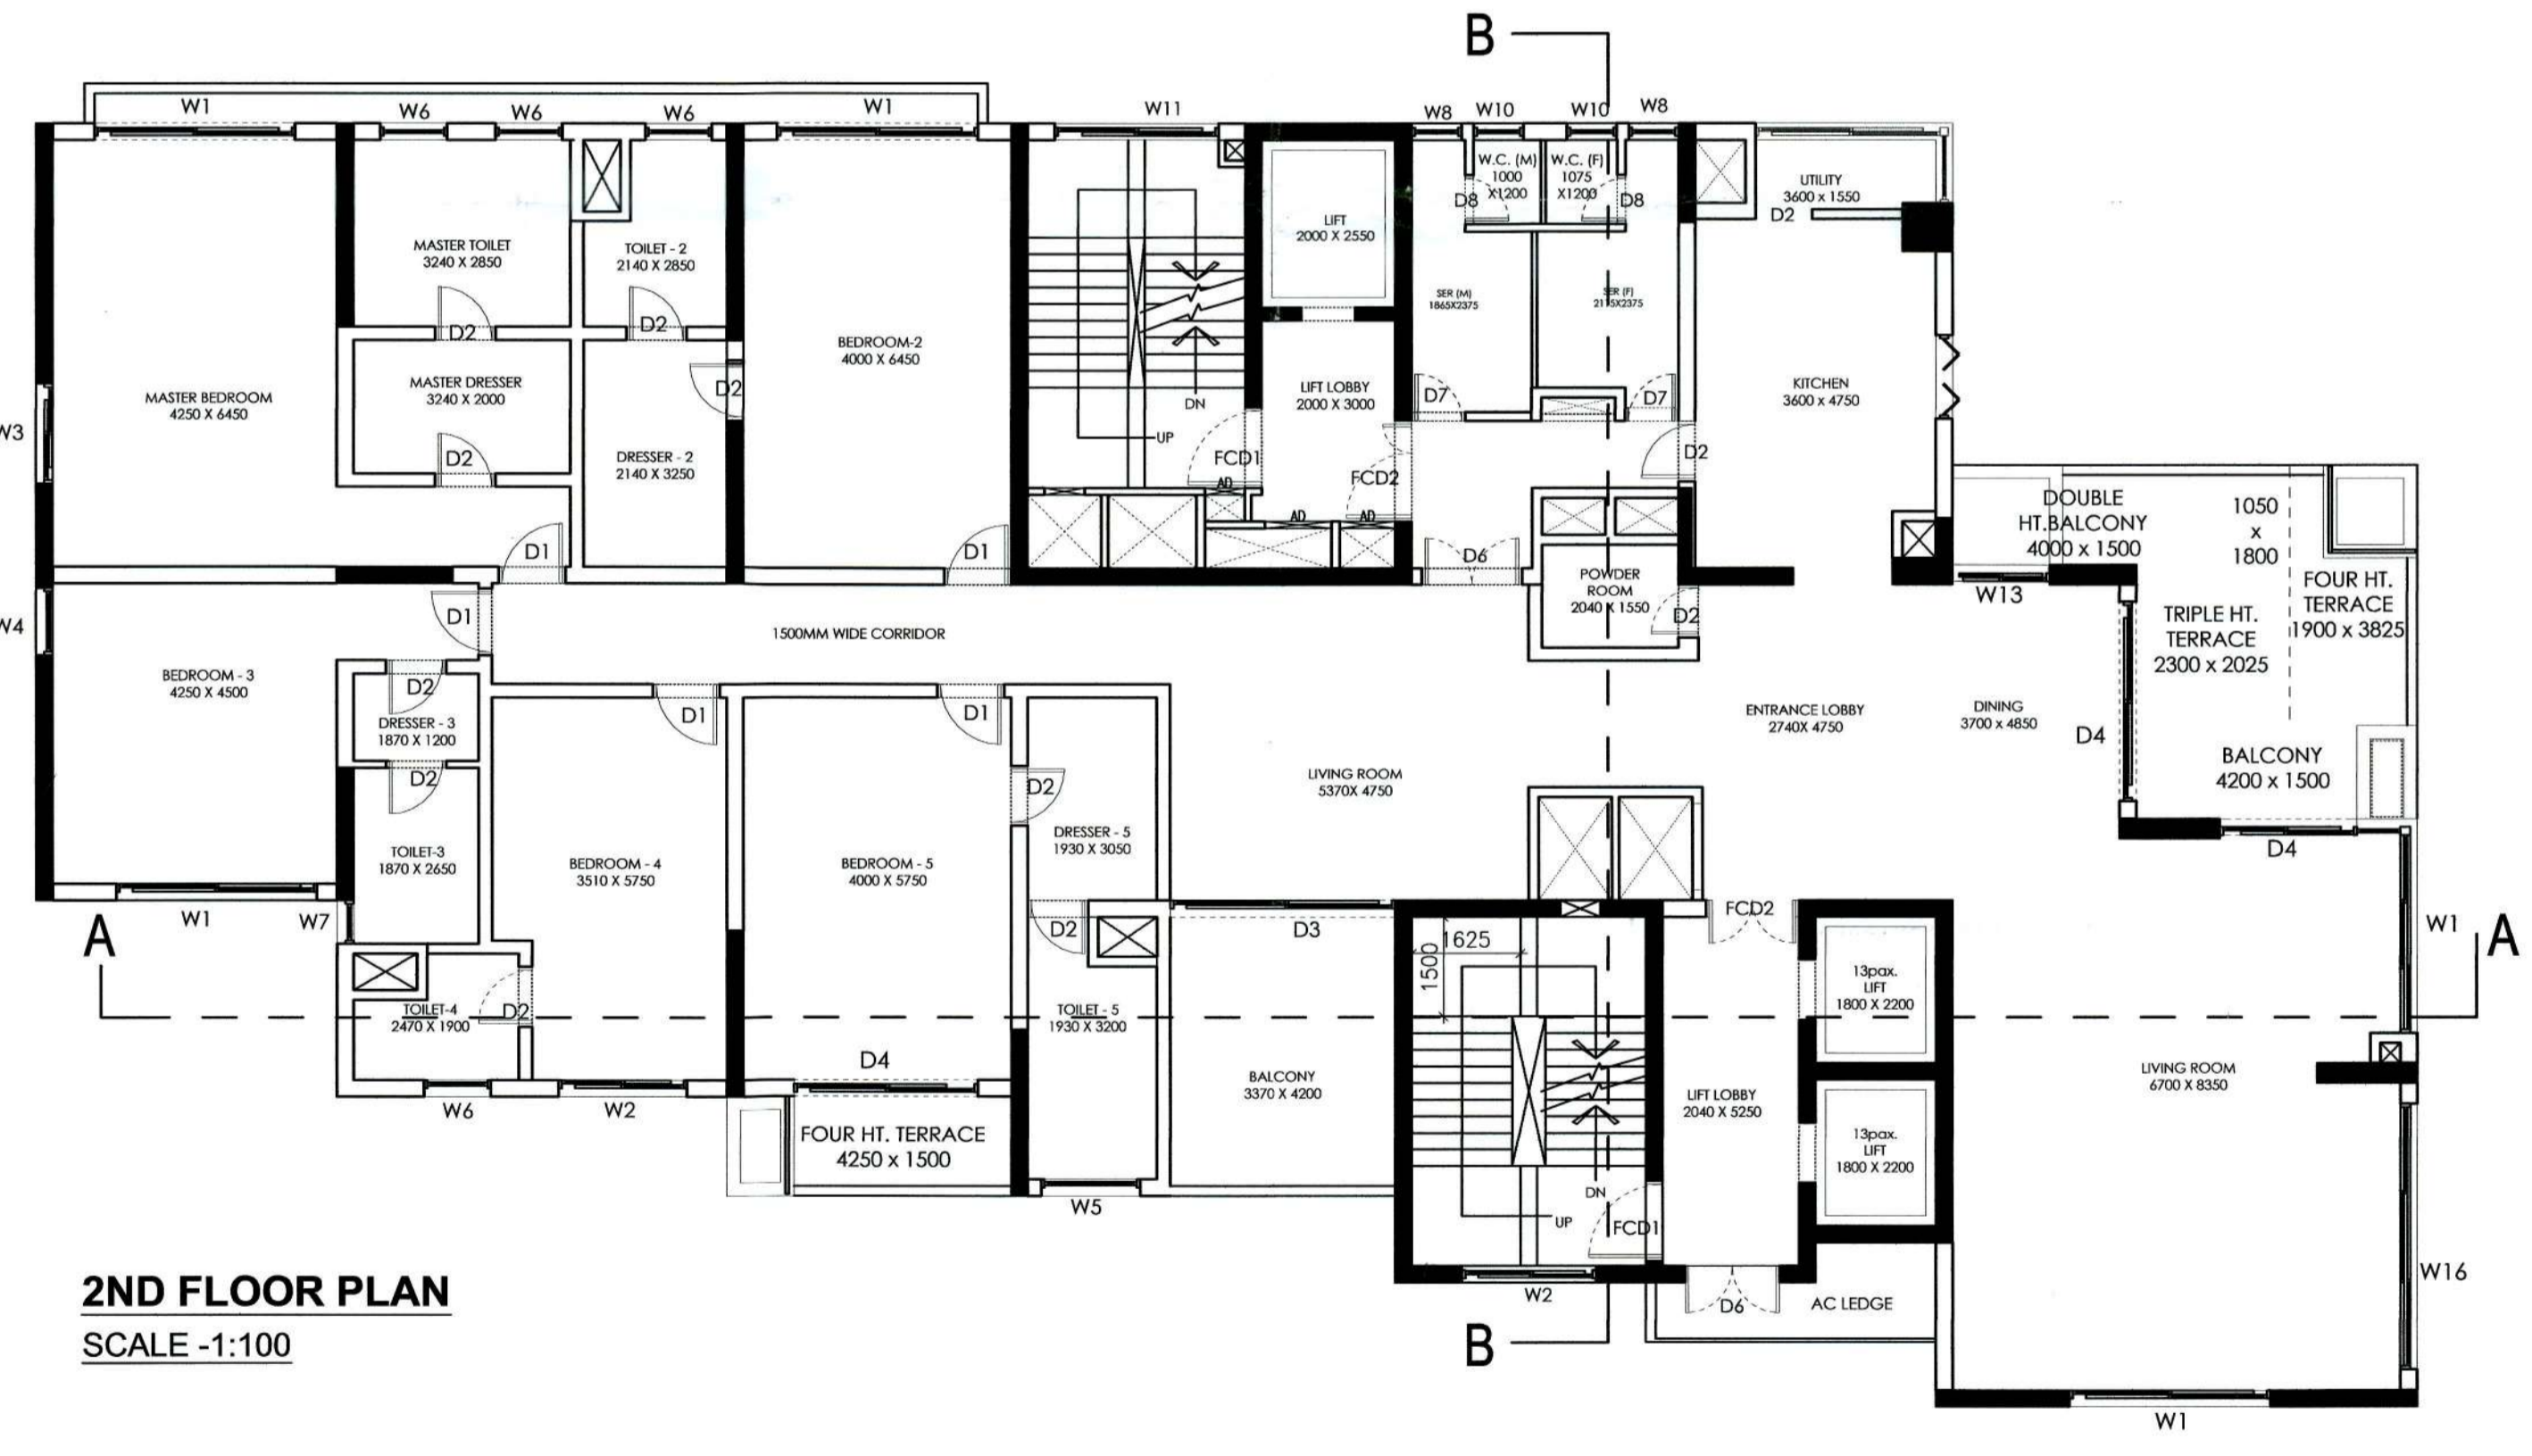 B
W1
W6
W6
W6
W1
W11
W8
W10
W10
W8
W.C. (M)
1000
X1200
W.C. (F)
1075
X1200
D8
D8
UTILITY
3600 x 1550
D2
LIFT
2000 X 2550
MASTER TOILET
3240 X 2850
TOILET - 2
2140 X 2850
D2
D2
SER (M)
1865X2375
SER (F)
2175X2375
BEDROOM-2
4000 X 6450
MASTER BEDROOM
4250 X 6450
MASTER DRESSER
3240 X 2000
D2
LIFT LOBBY
2000 X 3000
D7
D7
KITCHEN
3600 x 4750
DN
UP
W3
D2
DRESSER - 2
2140 X 3250
FCD1
FCD2
D2
AD
AD
AD
DOUBLE
HT.BALCONY
4000 x 1500
1050
x
1800
D1
D1
D6
POWDER
ROOM
2040 X 1550
D2
W13
FOUR HT.
TERRACE
1900 x 3825
TRIPLE HT.
TERRACE
2300 x 2025
W4
D1
1500MM WIDE CORRIDOR
BEDROOM - 3
4250 X 4500
D2
DRESSER - 3
1870 X 1200
D2
D1
D1
ENTRANCE LOBBY
2740X 4750
DINING
3700 x 4850
D4
BALCONY
4200 x 1500
LIVING ROOM
5370X 4750
D2
DRESSER - 5
1930 X 3050
TOILET-3
1870 X 2650
BEDROOM - 4
3510 X 5750
BEDROOM - 5
4000 X 5750
D4
W1
W7
D2
D3
FCD2
W1
A
A
1625
1500
13pax.
LIFT
1800 X 2200
TOILET-4
2470 X 1900
D2
TOILET - 5
1930 X 3200
D4
BALCONY
3370 X 4200
LIFT LOBBY
2040 X 5250
LIVING ROOM
6700 X 8350
W6
W2
FOUR HT. TERRACE
4250 x 1500
13pax.
LIFT
1800 X 2200
DN
UP
FCD1
W5
W2
D6
AC LEDGE
W16
2ND FLOOR PLAN
SCALE -1:100
B
W1